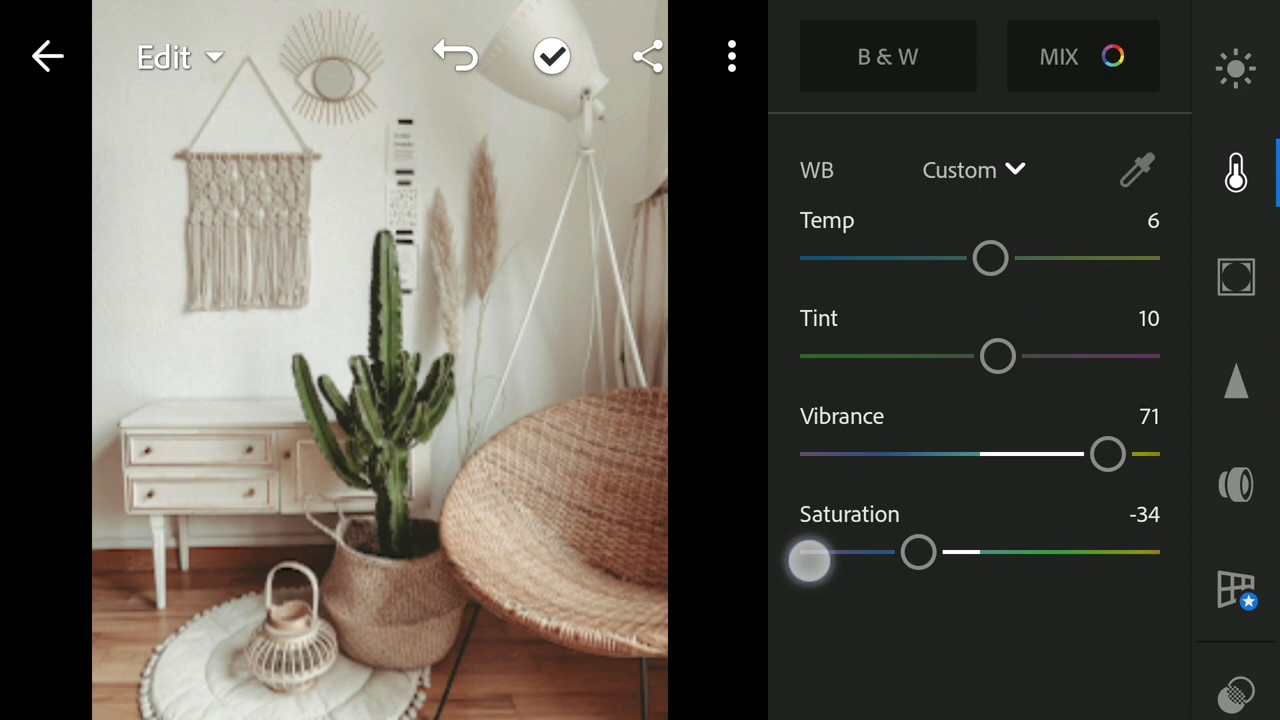 Edit
B & W
MIX
WB
Custom
Temp
6
Tint
10
Vibrance
71
Saturation
-34